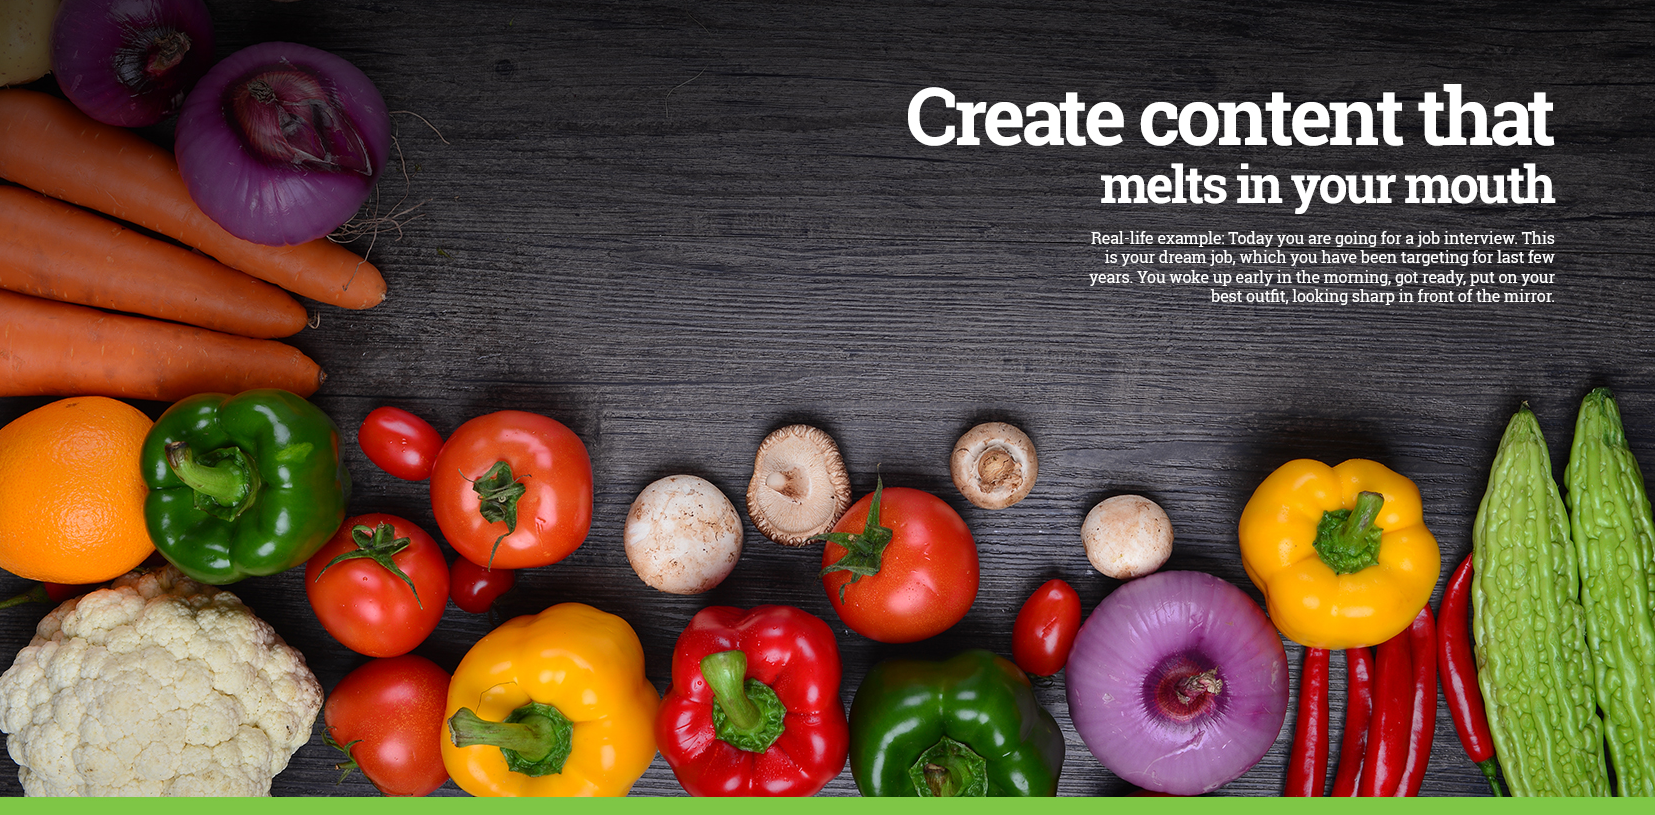 Create content that
melts in your mouth
Real-life example: Today you are going for a job interview. This
is your dream job, which you have been targeting for last few
years. You woke up early in the morning, got ready, put on your
best outfit, looking sharp in front of the mirror.